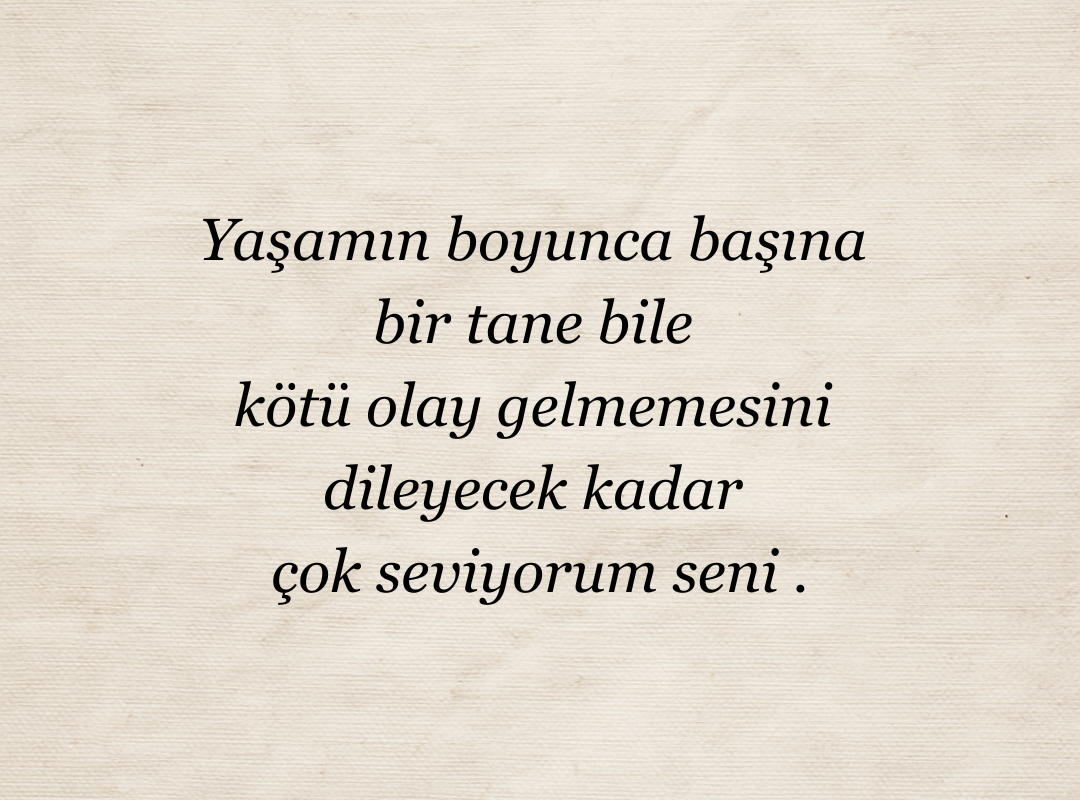 Yaşamın boyunca başına
bir tane bile
kötü olay gelmemesini
dileyecek kadar
çok seviyorum seni .